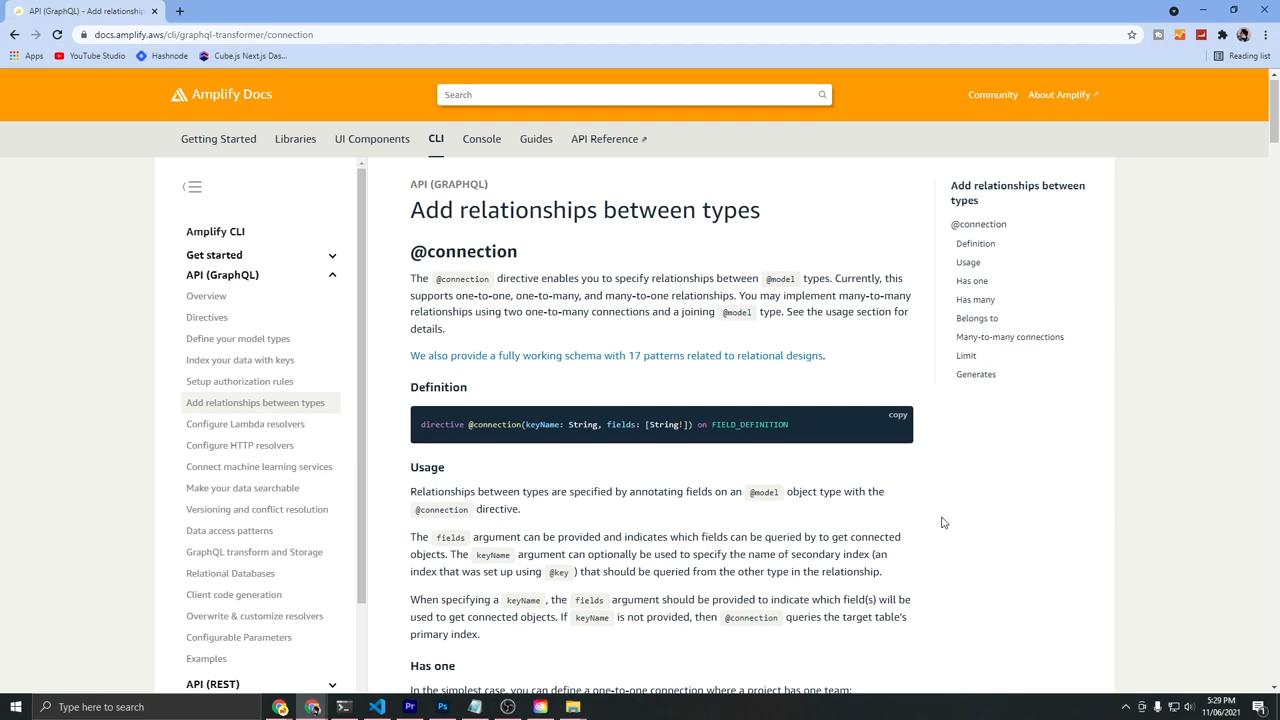 API (GraphQL) - Add relationship
docs.amplify.aws/cli/graphql-transformer/connection
Apps
YouTube
Hashnode
Cube.js Next.js Das...
Reading list
Amplify Docs
Search
Community
About Amplify
Getting Started
Libraries
UI Components
CLI
Console
Guides
API Reference
Amplify CLI
Get started
API (GraphQL)
Overview
Directives
Define your model types
Index your data with keys
Setup authorization rules
Add relationships between types
Configure Lambda resolvers
Configure HTTP resolvers
Connect machine learning services
Make your data searchable
Versioning and conflict resolution
Data access patterns
GraphQL transform and Storage
Relational Databases
Client code generation
Overwrite & customize resolvers
Configurable Parameters
Examples
API (REST)
API (GRAPHQL)
Add relationships between types
@connection
The @connection directive enables you to specify relationships between @model types. Currently, this
supports one-to-one, one-to-many, and many-to-one relationships. You may implement many-to-many
relationships using two one-to-many connections and a joining @model type. See the usage section for
details.
We also provide a fully working schema with 17 patterns related to relational designs.
Definition
copy
directive @connection(keyName: String, fields: [String!]) on FIELD_DEFINITION
Usage
Relationships between types are specified by annotating fields on an @model object type with the
@connection directive.
The fields argument can be provided and indicates which fields can be queried by to get connected
objects. The keyName argument can optionally be used to specify the name of secondary index (an
index that was set up using @key ) that should be queried from the other type in the relationship.
When specifying a keyName , the fields argument should be provided to indicate which field(s) will be
used to get connected objects. If keyName is not provided, then @connection queries the target table's
primary index.
Has one
In the simplest case, you can define a one-to-one connection where a project has one team:
Add relationships between
types
@connection
Definition
Usage
Has one
Has many
Belongs to
Many-to-many connections
Limit
Generates
Type here to search
5:29 PM
11/06/2021